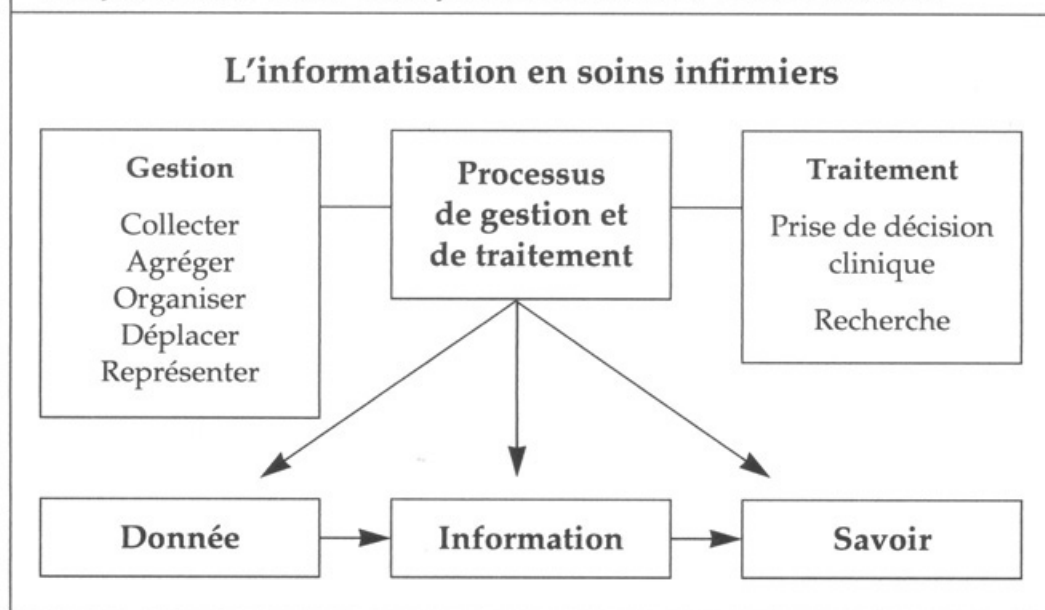 L'informatisation en soins infirmiers
Gestion
Collecter
Agréger
Organiser
Déplacer
Représenter
Processus
de gestion et
de traitement
Traitement
Prise de décision
clinique
Recherche
Donnée
Information
Savoir